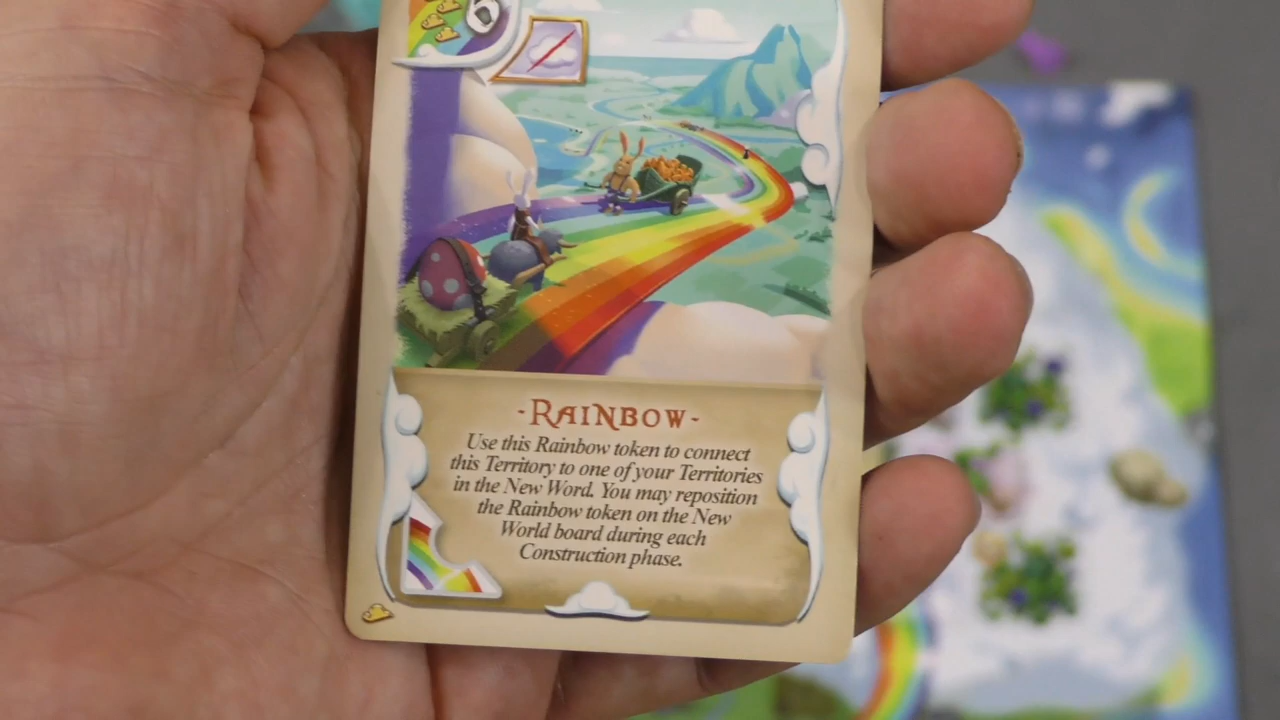 6
-RAINBOW-
Use this Rainbow token to connect
this Territory to one of your Territories
in the New Word. You may reposition
the Rainbow token on the New
World board during each
Construction phase.